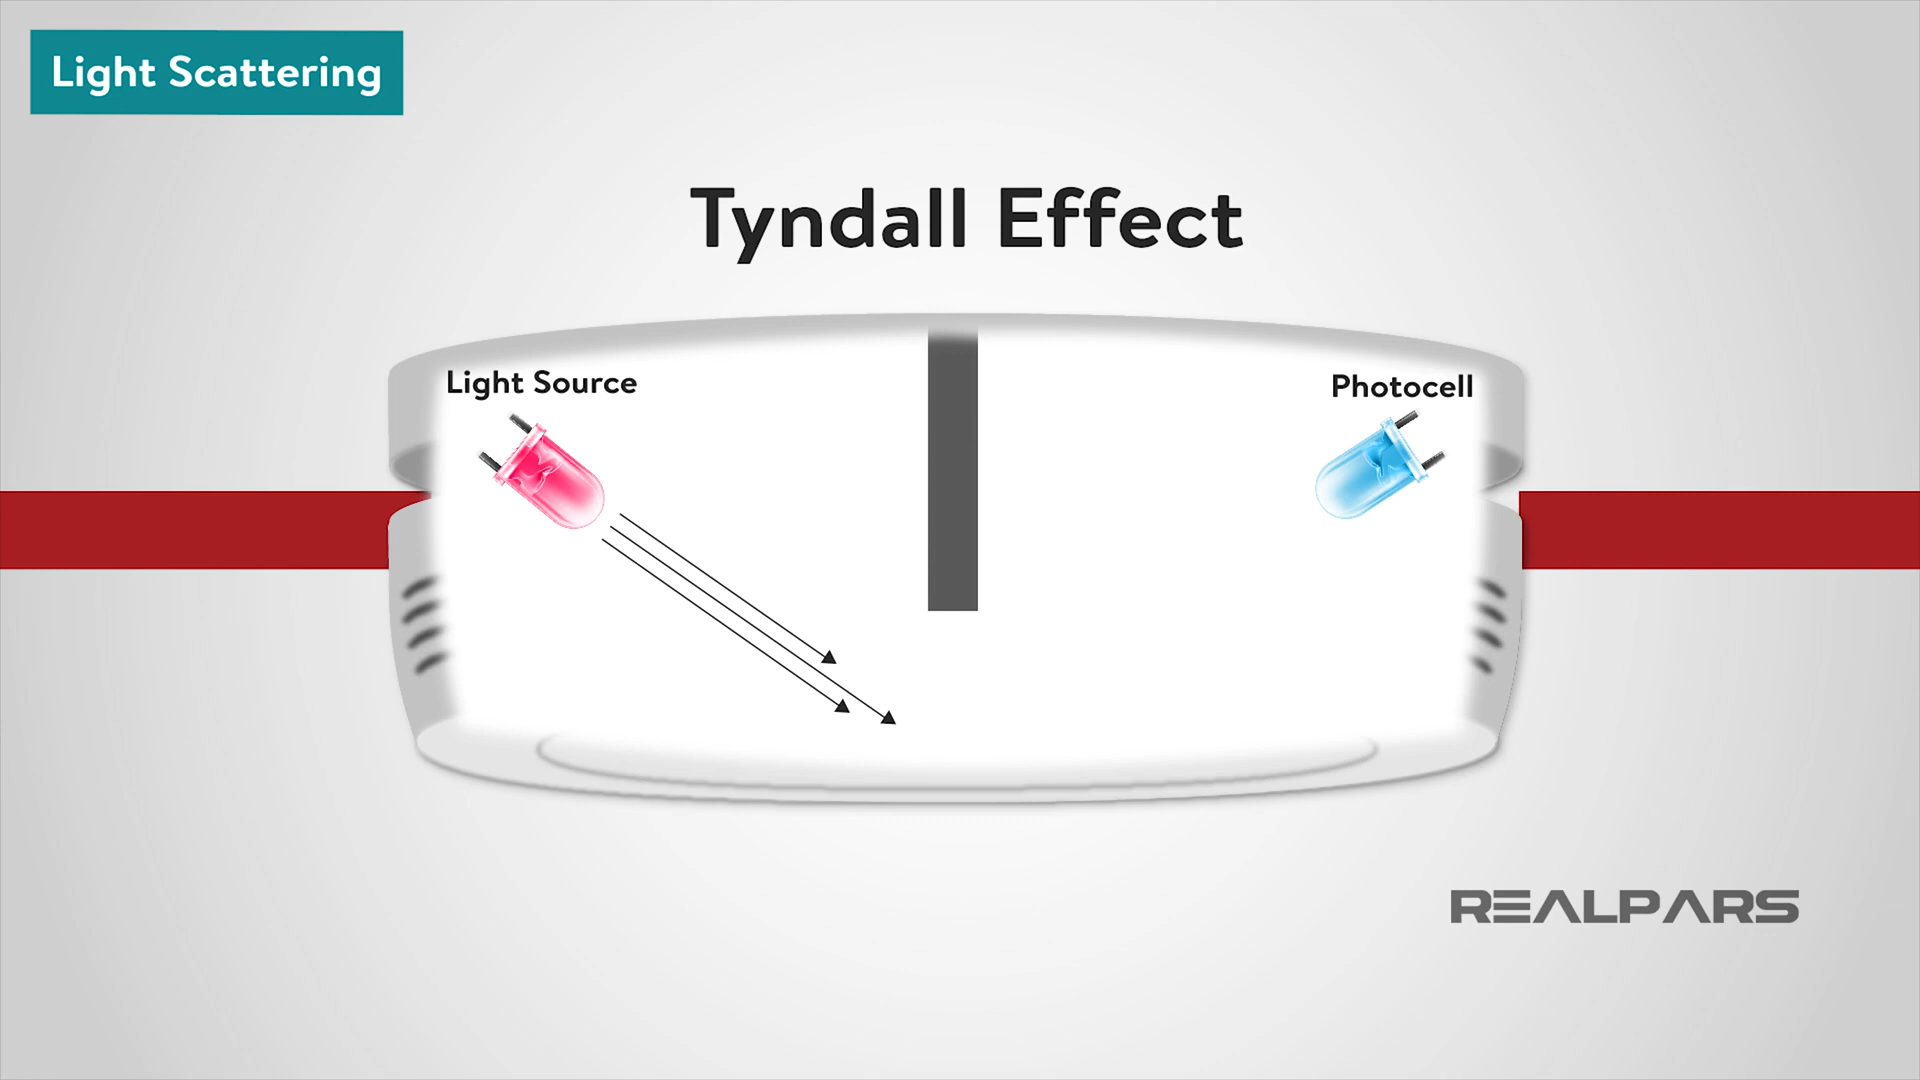 Light Scattering
Tyndall Effect
Light Source
Photocell
REALPARS